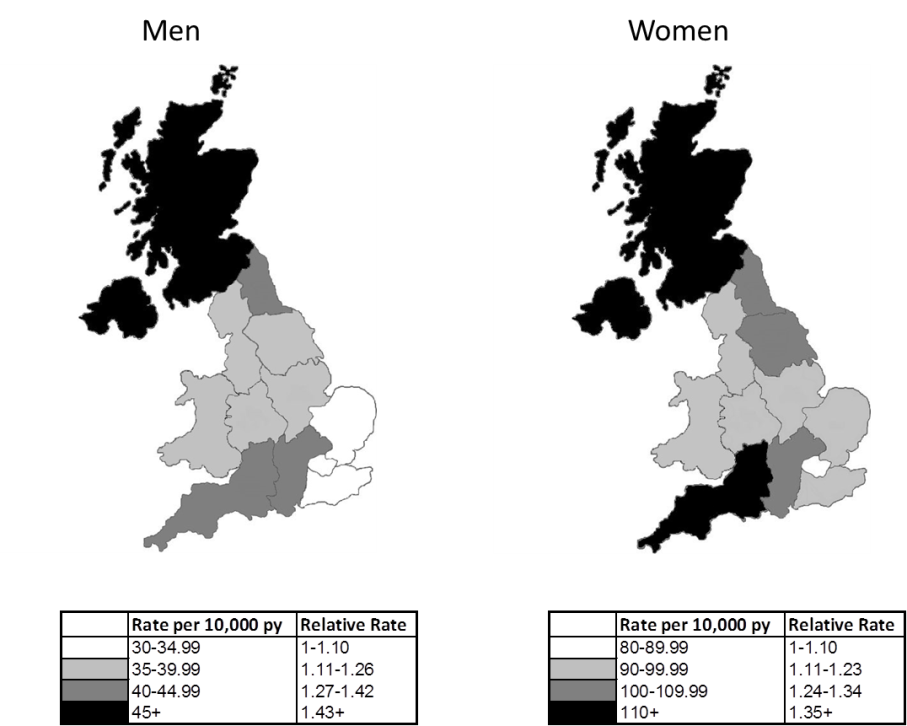 Men
Women
Rate per 10,000 py Relative Rate
30-34.99 1-1.10
35-39.99 1.11-1.26
40-44.99 1.27-1.42
45+ 1.43+
Rate per 10,000 py Relative Rate
80-89.99 1-1.10
90-99.99 1.11-1.23
100-109.99 1.24-1.34
110+ 1.35+